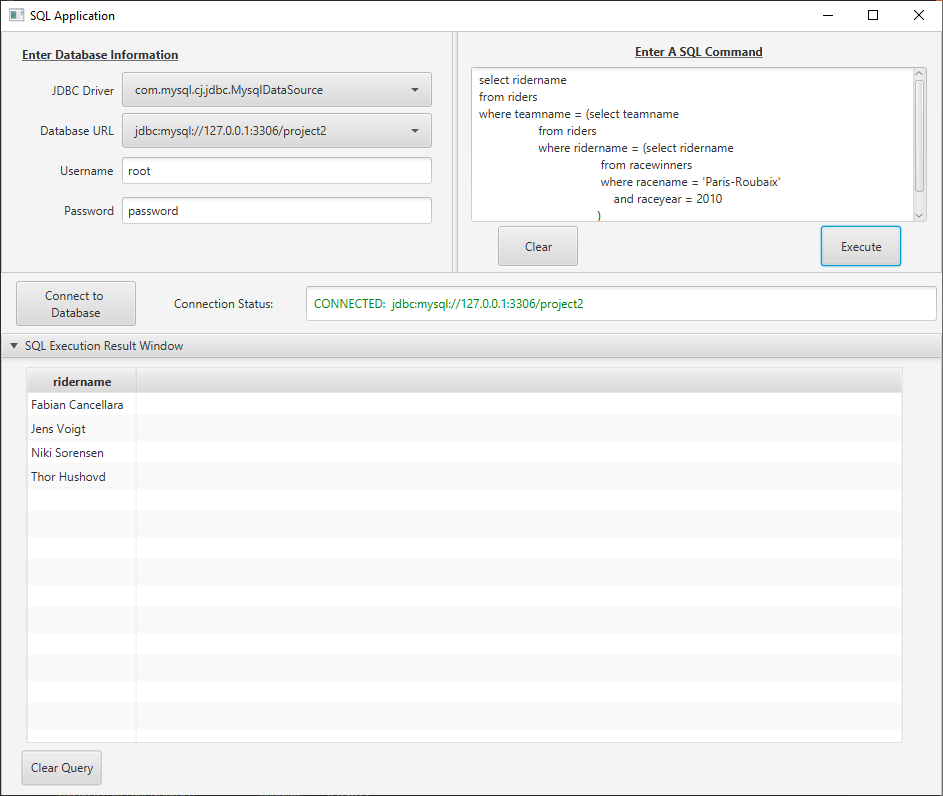 SQL Application
Enter Database Information
JDBC Driver
com.mysql.cj.jdbc.MysqlDataSource
Database URL
jdbc:mysql://127.0.0.1:3306/project2
Username
root
Password
password
Enter A SQL Command
select ridername
from riders
where teamname = (select teamname
from riders
where ridername = (select ridername
from racewinners
where racename = 'Paris-Roubaix'
and raceyear = 2010
)
Clear
Execute
Connect to
Database
Connection Status:
CONNECTED: jdbc:mysql://127.0.0.1:3306/project2
SQL Execution Result Window
ridername
Fabian Cancellara
Jens Voigt
Niki Sorensen
Thor Hushovd
Clear Query